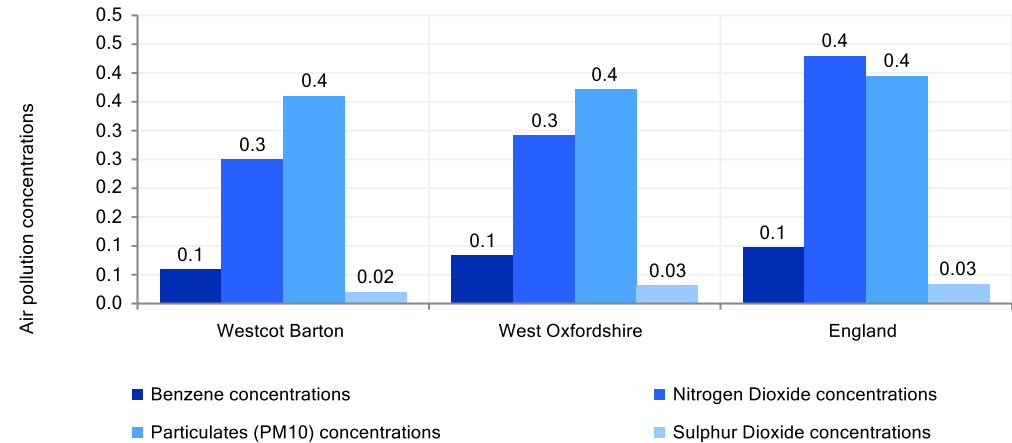 0.5
0.5
0.4
0.4
0.3
0.3
0.2
0.2
0.1
0.1
0.0
Air pollution concentrations
0.1
0.3
0.4
0.02
0.1
0.3
0.4
0.03
0.1
0.4
0.4
0.03
Westcot Barton
West Oxfordshire
England
Benzene concentrations
Nitrogen Dioxide concentrations
Particulates (PM10) concentrations
Sulphur Dioxide concentrations